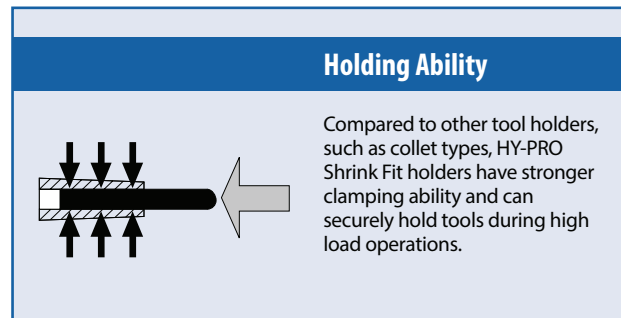 Holding Ability
Compared to other tool holders,
such as collet types, HY-PRO
Shrink Fit holders have stronger
clamping ability and can
securely hold tools during high
load operations.